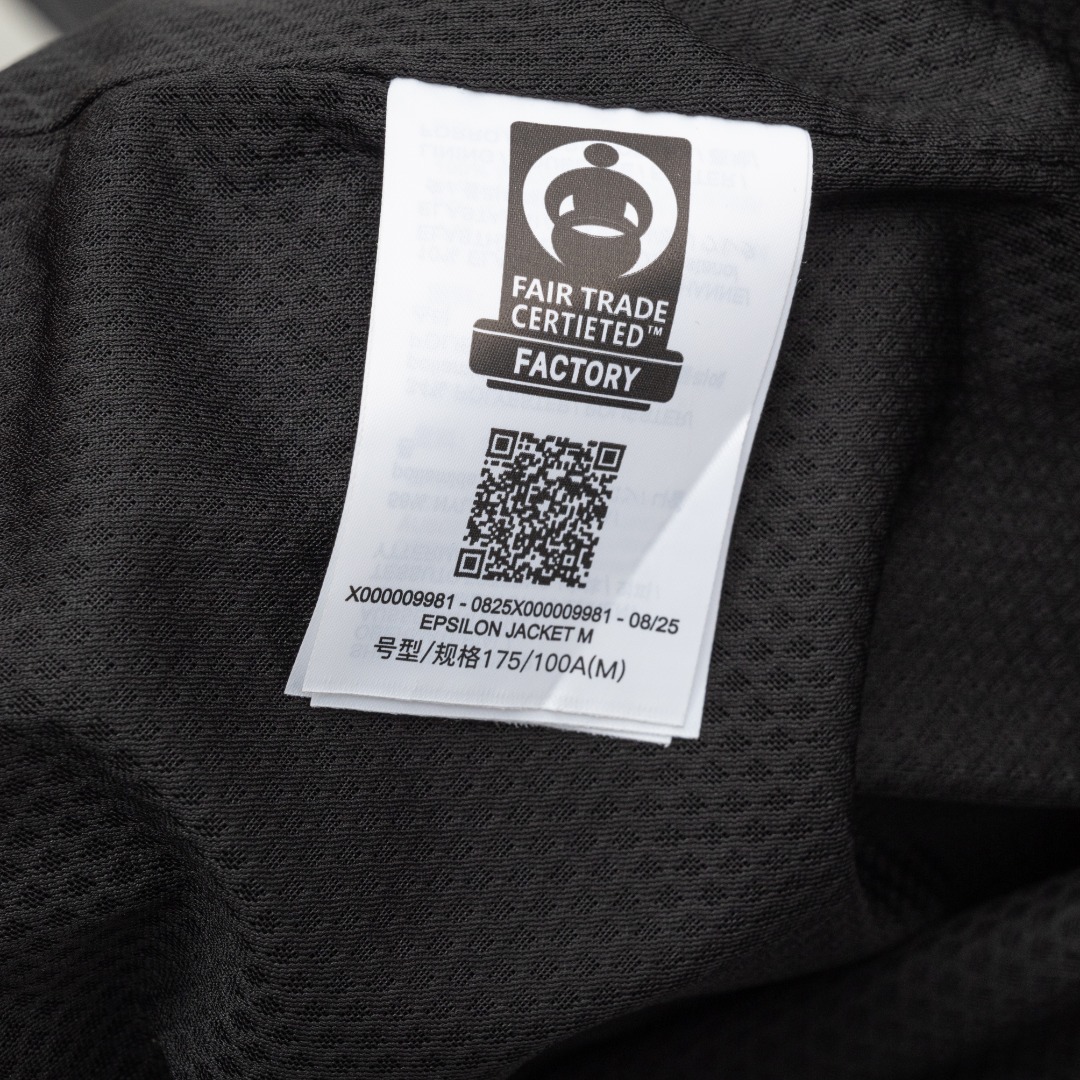 FAIR TRADE
CERTIETED™
FACTORY
X000009981 - 0825X000009981 - 08/25
EPSILON JACKET M
号型/规格175/100A(M)